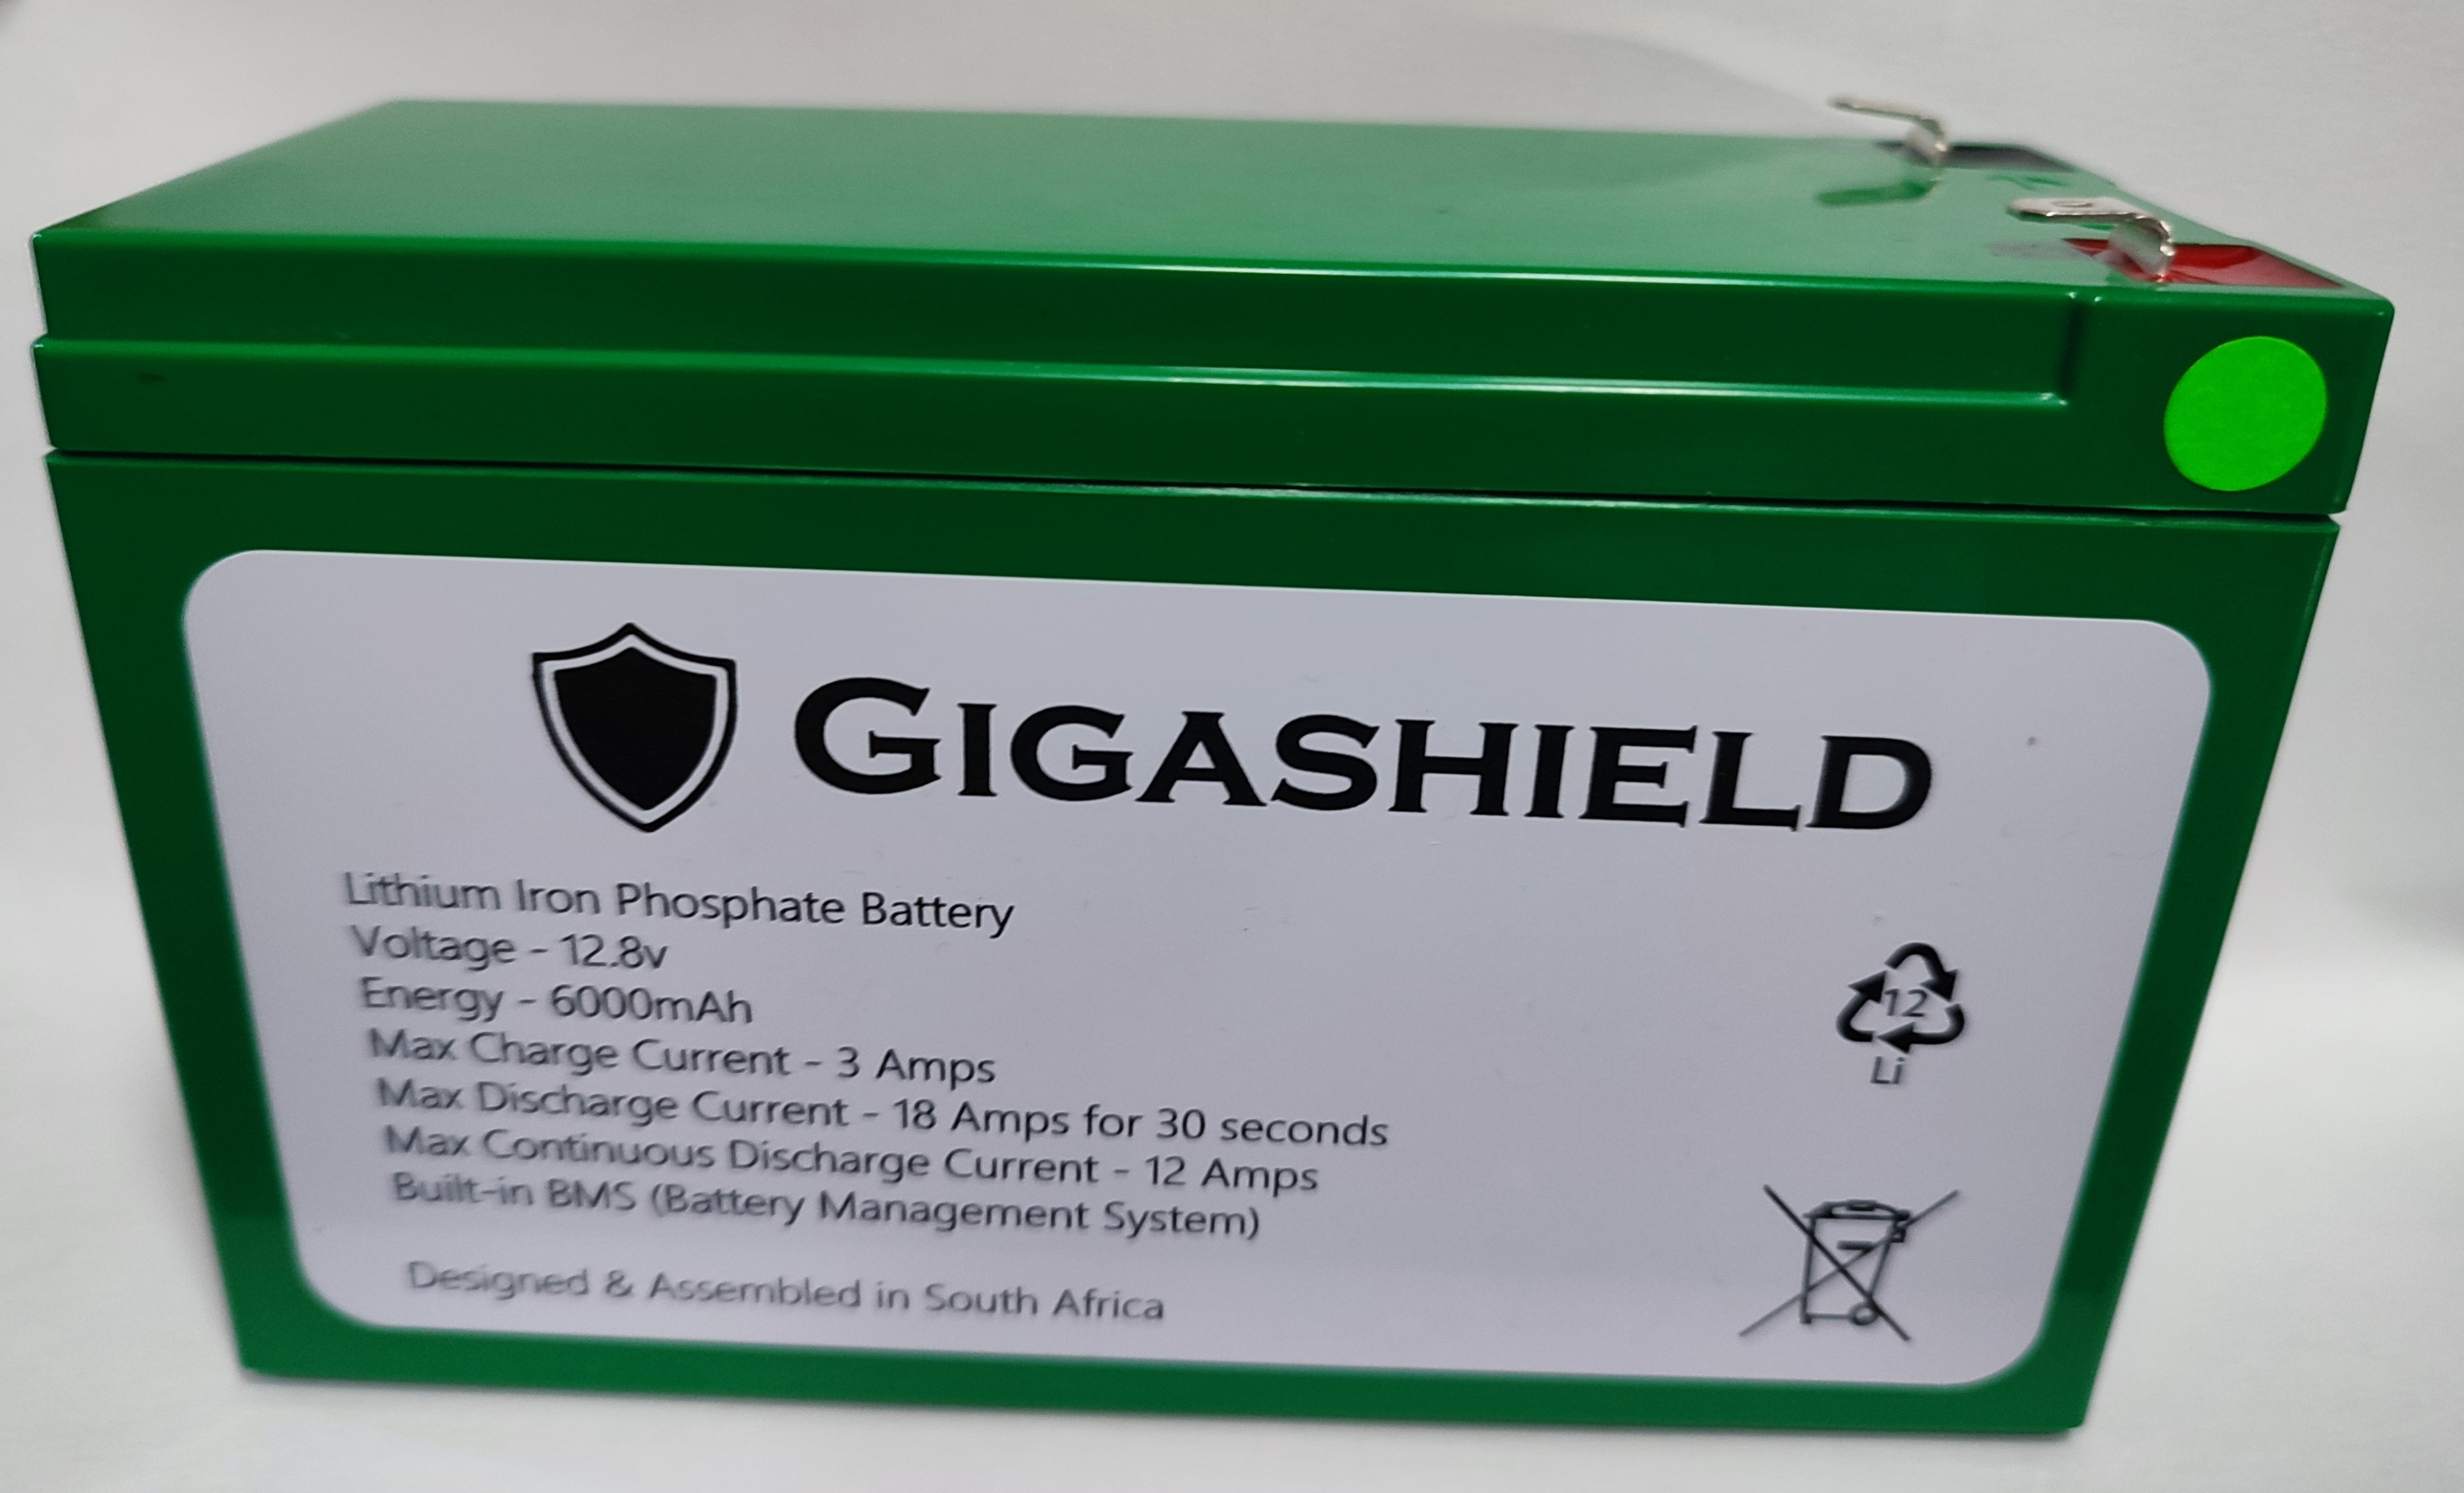 GIGASHIELD
Lithium Iron Phosphate Battery
Voltage - 12.8v
Energy - 6000mAh
Max Charge Current - 3 Amps
Max Discharge Current - 18 Amps for 30 seconds
Max Continuous Discharge Current - 12 Amps
Built-in BMS (Battery Management System)
Designed & Assembled in South Africa
12
Li